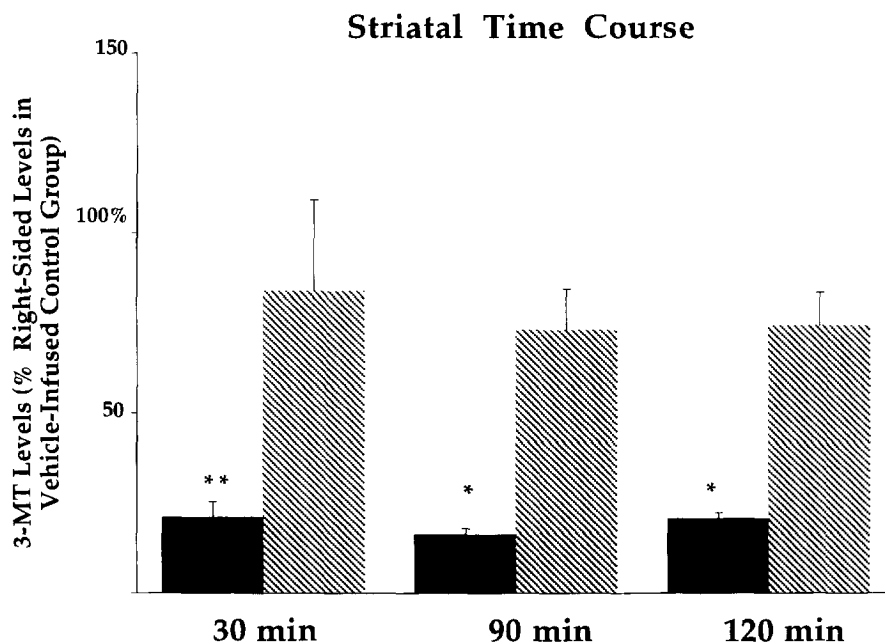 Striatal Time Course
150
100%
50
3-MT Levels (% Right-Sided Levels in
Vehicle-Infused Control Group)
**
*
*
30 min
90 min
120 min